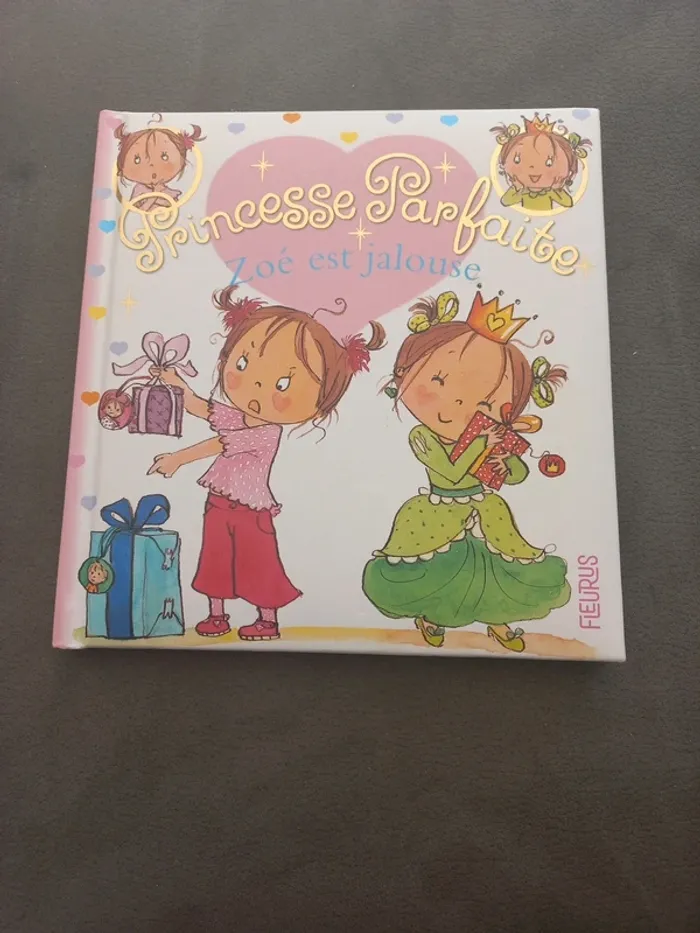 Princesse Parfaite
Zoé est jalouse
FLEURUS